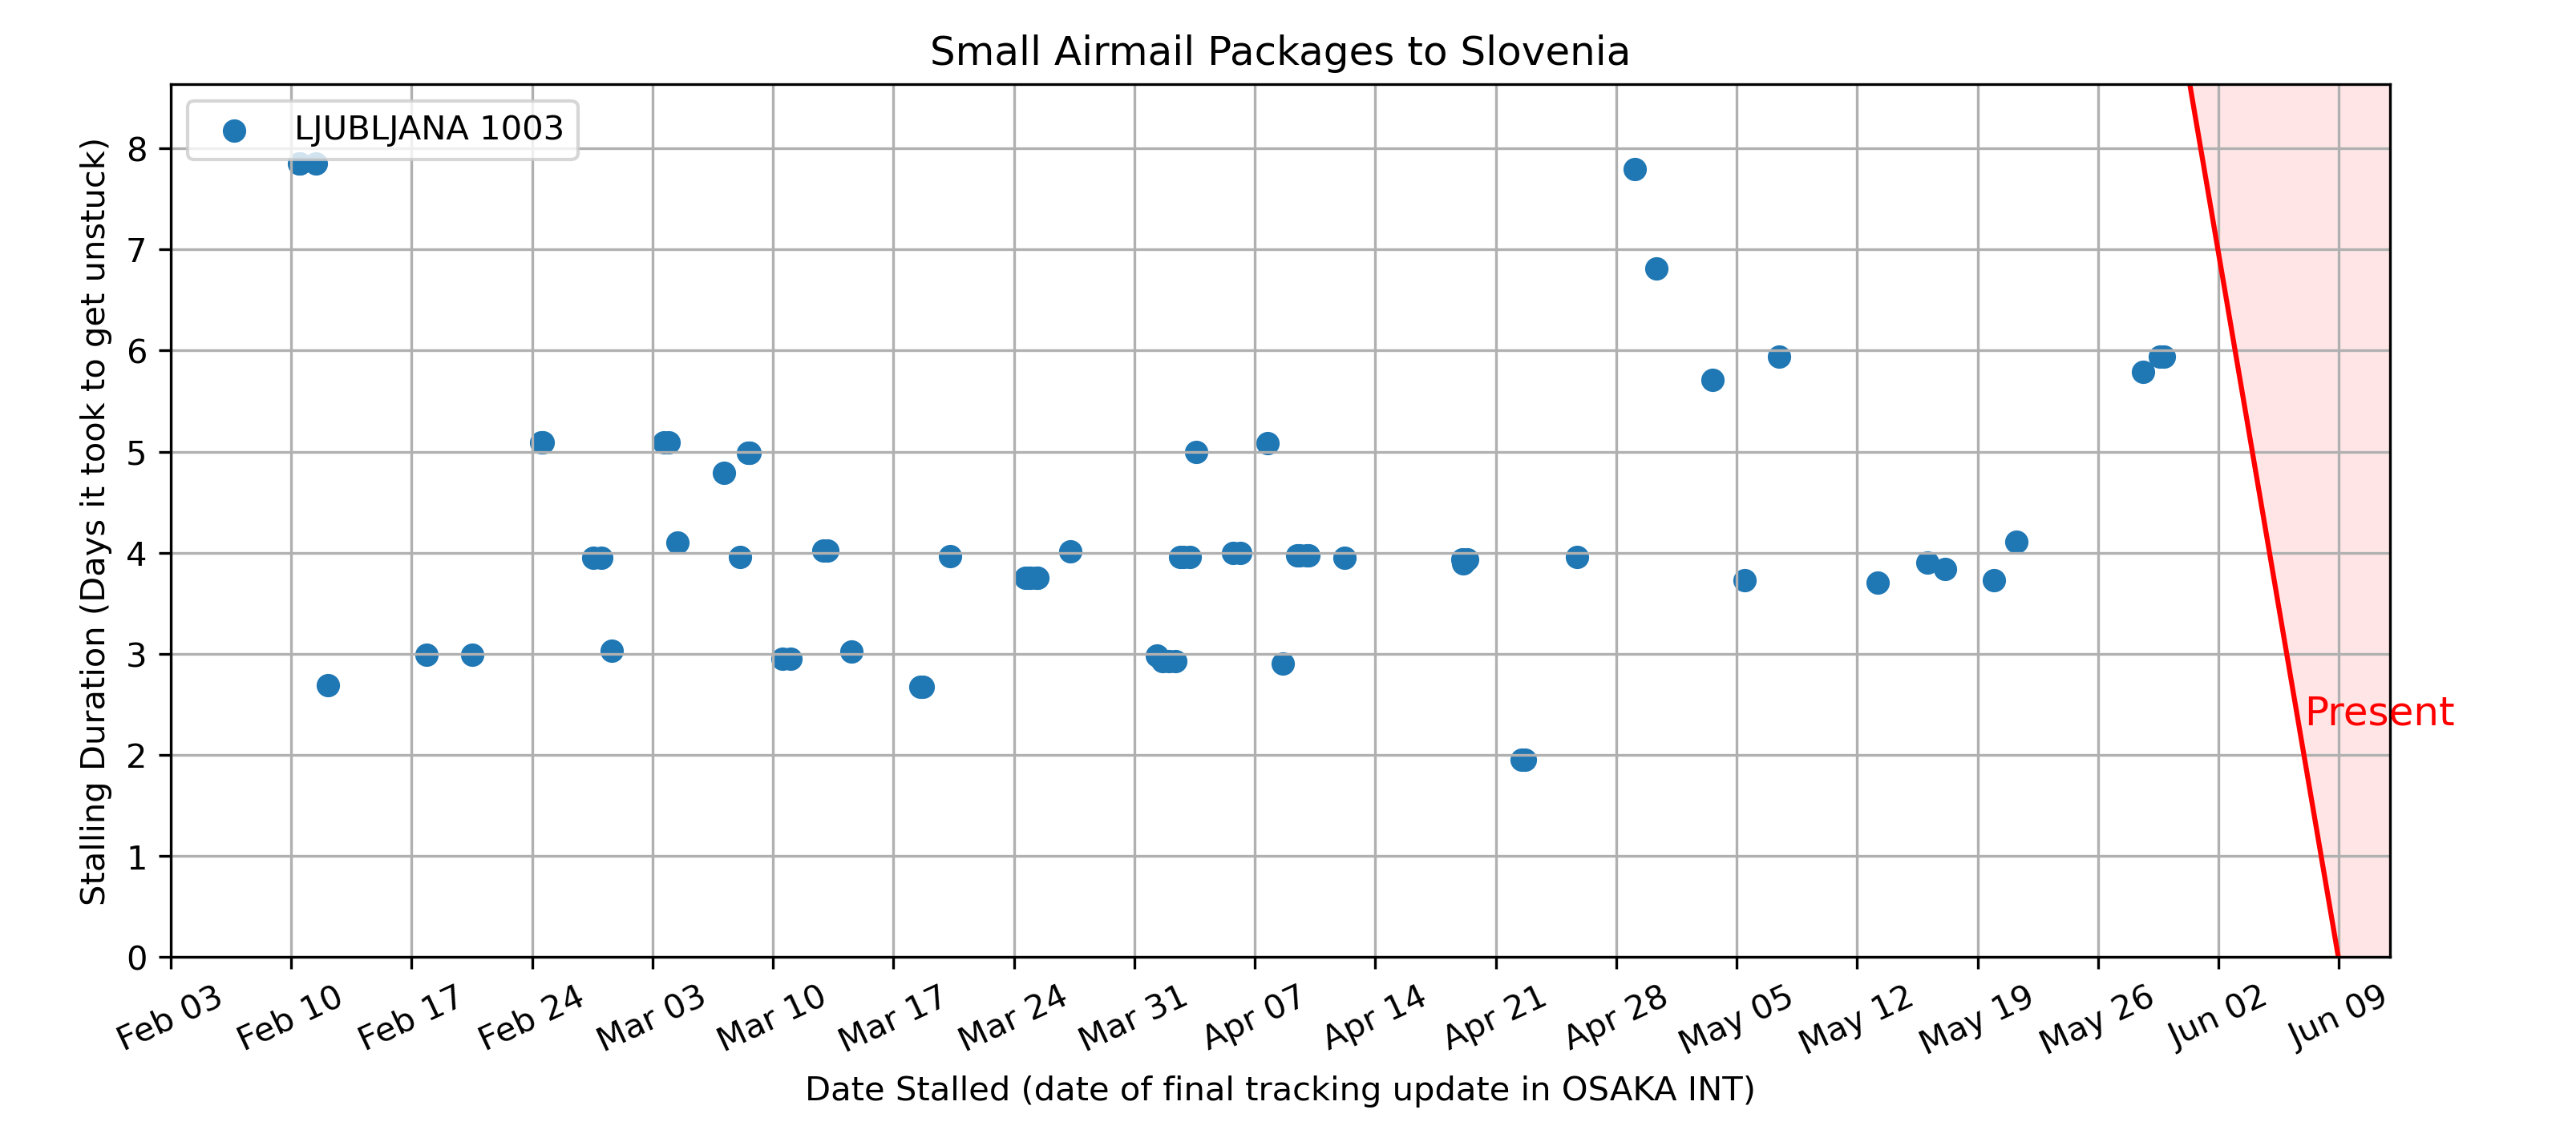 Small Airmail Packages to Slovenia
LJUBLJANA 1003
Stalling Duration (Days it took to get unstuck)
8
7
6
5
4
3
2
1
0
Present
Feb 03
Feb 10
Feb 17
Feb 24
Mar 03
Mar 10
Mar 17
Mar 24
Mar 31
Apr 07
Apr 14
Apr 21
Apr 28
May 05
May 12
May 19
May 26
Jun 02
Jun 09
Date Stalled (date of final tracking update in OSAKA INT)